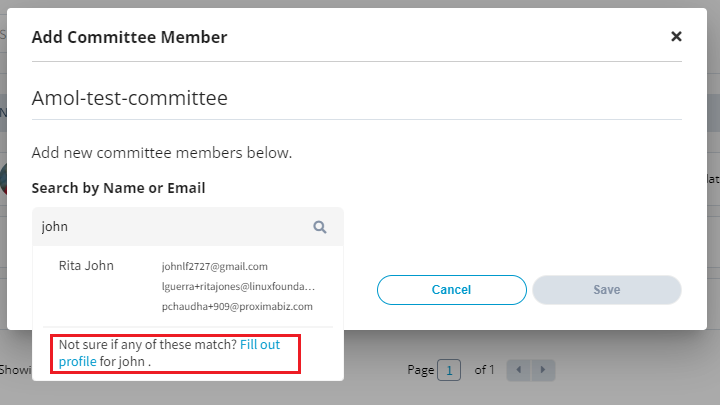 Add Committee Member
Amol-test-committee
Add new committee members below.
Search by Name or Email
john
Rita John johnlf2727@gmail.com
lguerra+ritajones@linuxfounda...
pchaudha+909@proximabiz.com
Cancel Save
Not sure if any of these match? Fill out
profile for john .
Page 1 of 1